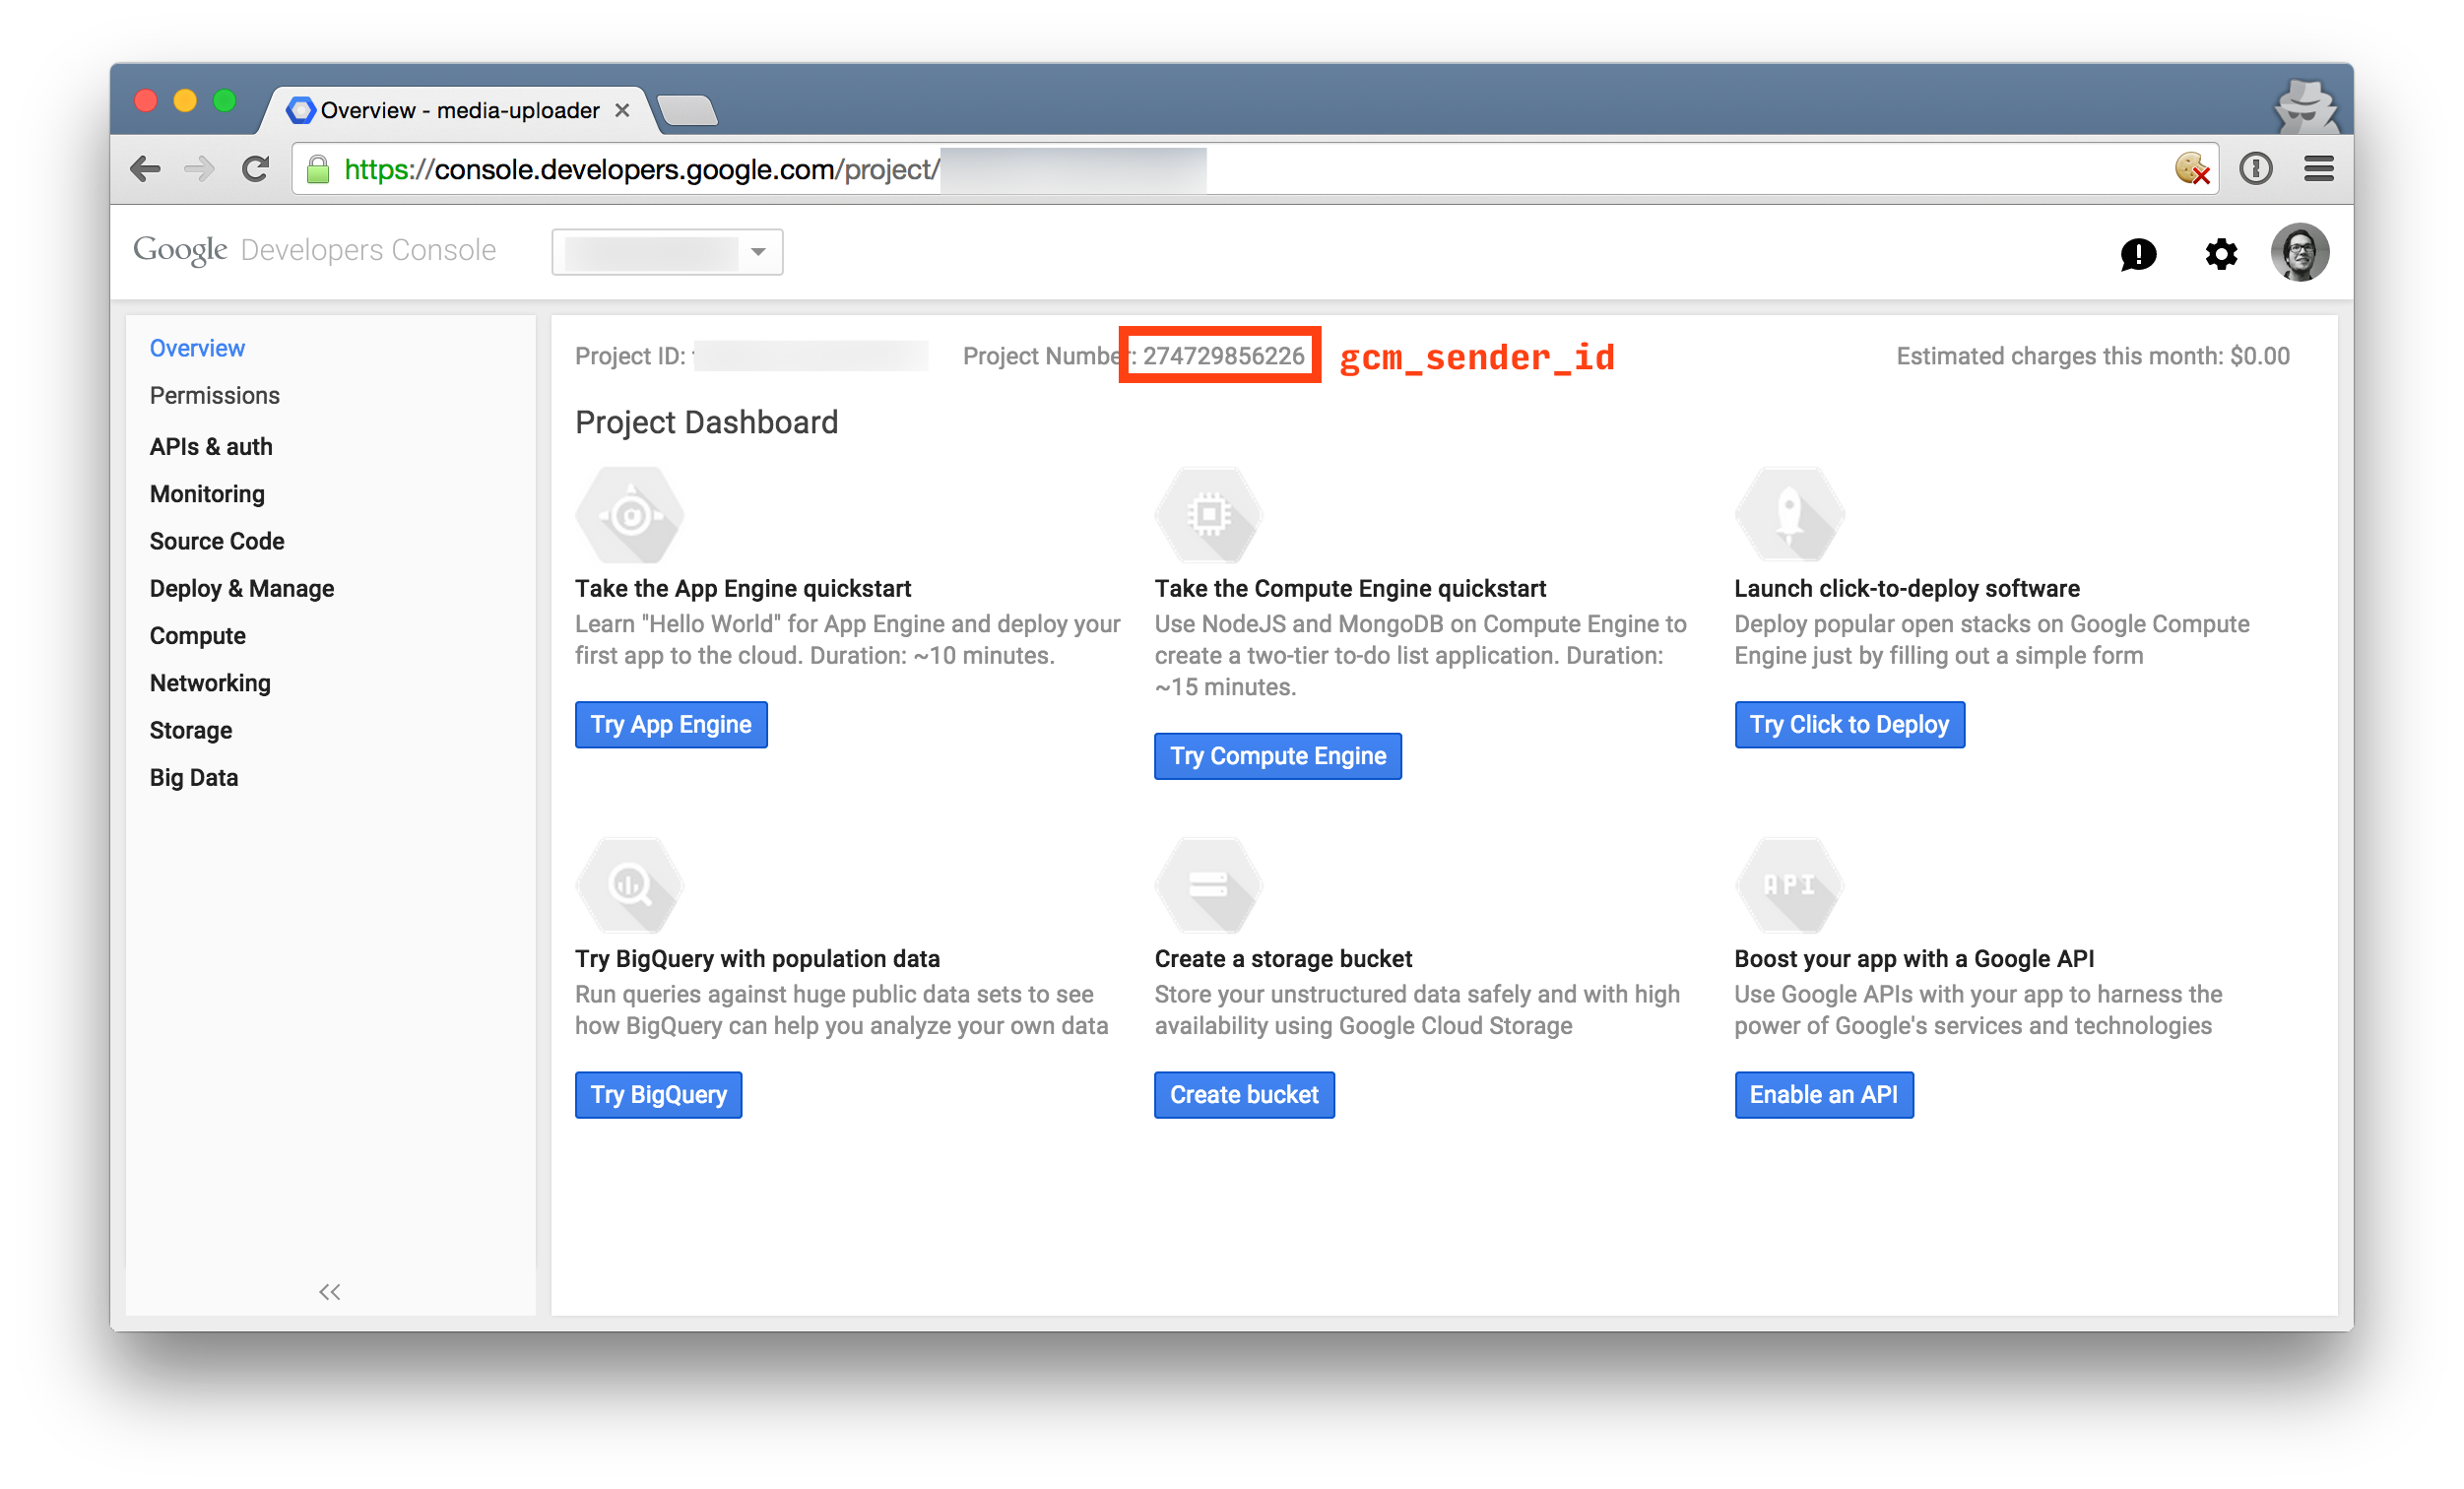 Overview - media-uploader
https://console.developers.google.com/project/
Google Developers Console
Overview
Permissions
APIs & auth
Monitoring
Source Code
Deploy & Manage
Compute
Networking
Storage
Big Data
Project ID:
Project Number: 274729856226
gcm_sender_id
Estimated charges this month: $0.00
Project Dashboard
Take the App Engine quickstart
Learn "Hello World" for App Engine and deploy your
first app to the cloud. Duration: ~10 minutes.
Try App Engine
Take the Compute Engine quickstart
Use NodeJS and MongoDB on Compute Engine to
create a two-tier to-do list application. Duration:
~15 minutes.
Try Compute Engine
Launch click-to-deploy software
Deploy popular open stacks on Google Compute
Engine just by filling out a simple form
Try Click to Deploy
Try BigQuery with population data
Run queries against huge public data sets to see
how BigQuery can help you analyze your own data
Try BigQuery
Create a storage bucket
Store your unstructured data safely and with high
availability using Google Cloud Storage
Create bucket
API
Boost your app with a Google API
Use Google APIs with your app to harness the
power of Google's services and technologies
Enable an API